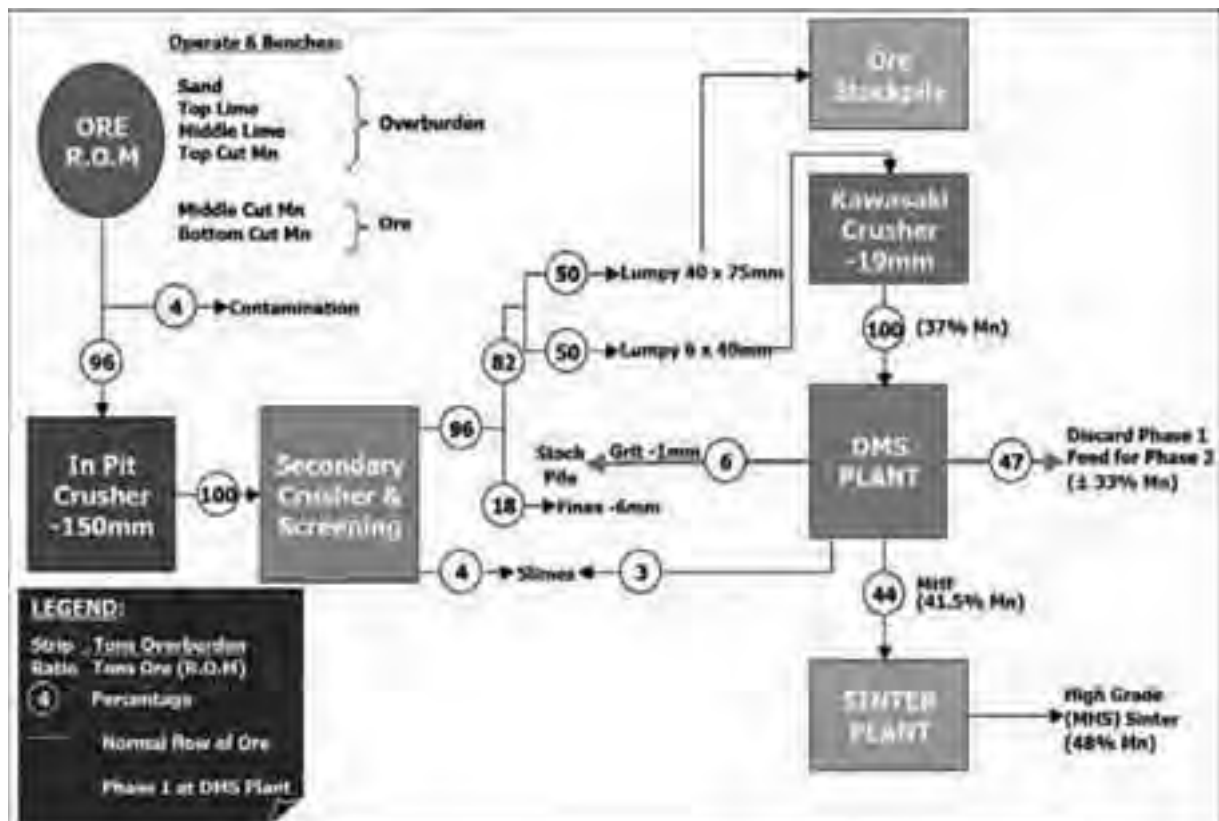 Operate 6 Benches:
Sand
Top Lime
Middle Lime
Top Cut Mn
Overburden
Middle Cut Mn
Bottom Cut Mn
Ore
ORE
R.O.M
4
Contamination
96
In Pit
Crusher
-150mm
100
Secondary
Crusher &
Screening
96
82
50
Lumpy 40 x 75mm
50
Lumpy 6 x 40mm
18
Fines -6mm
4
Slimes
3
Ore
Stockpile
Kawasaki
Crusher
-19mm
100
(37% Mn)
DMS
PLANT
6
Grit -1mm
Stock
Pile
47
Discard Phase 1
Feed for Phase 2
(± 33% Mn)
44
(41.5% Mn)
SINTER
PLANT
High Grade
(MHS) Sinter
(48% Mn)
LEGEND:
Strip Tons Overburden
Ratio Tons Ore (R.O.M)
4
Percentage
Normal flow of Ore
Phase 1 at DMS Plant